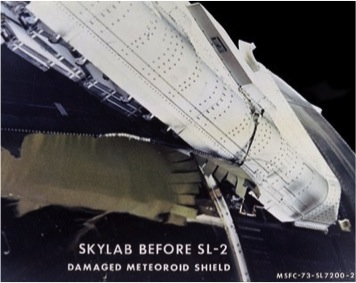 SKYLAB BEFORE SL-2
DAMAGED METEOROID SHIELD
MSFC-73-SL7200-2